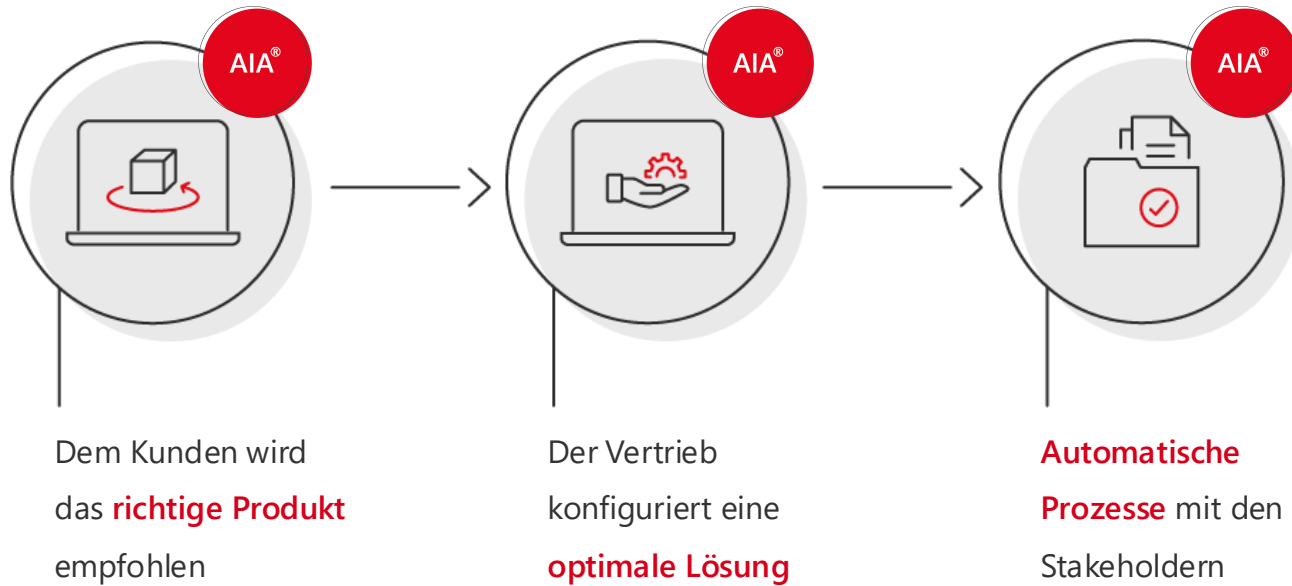 AIA®
AIA®
AIA®
Dem Kunden wird
das richtige Produkt
empfohlen
Der Vertrieb
konfiguriert eine
optimale Lösung
Automatische
Prozesse mit den
Stakeholdern